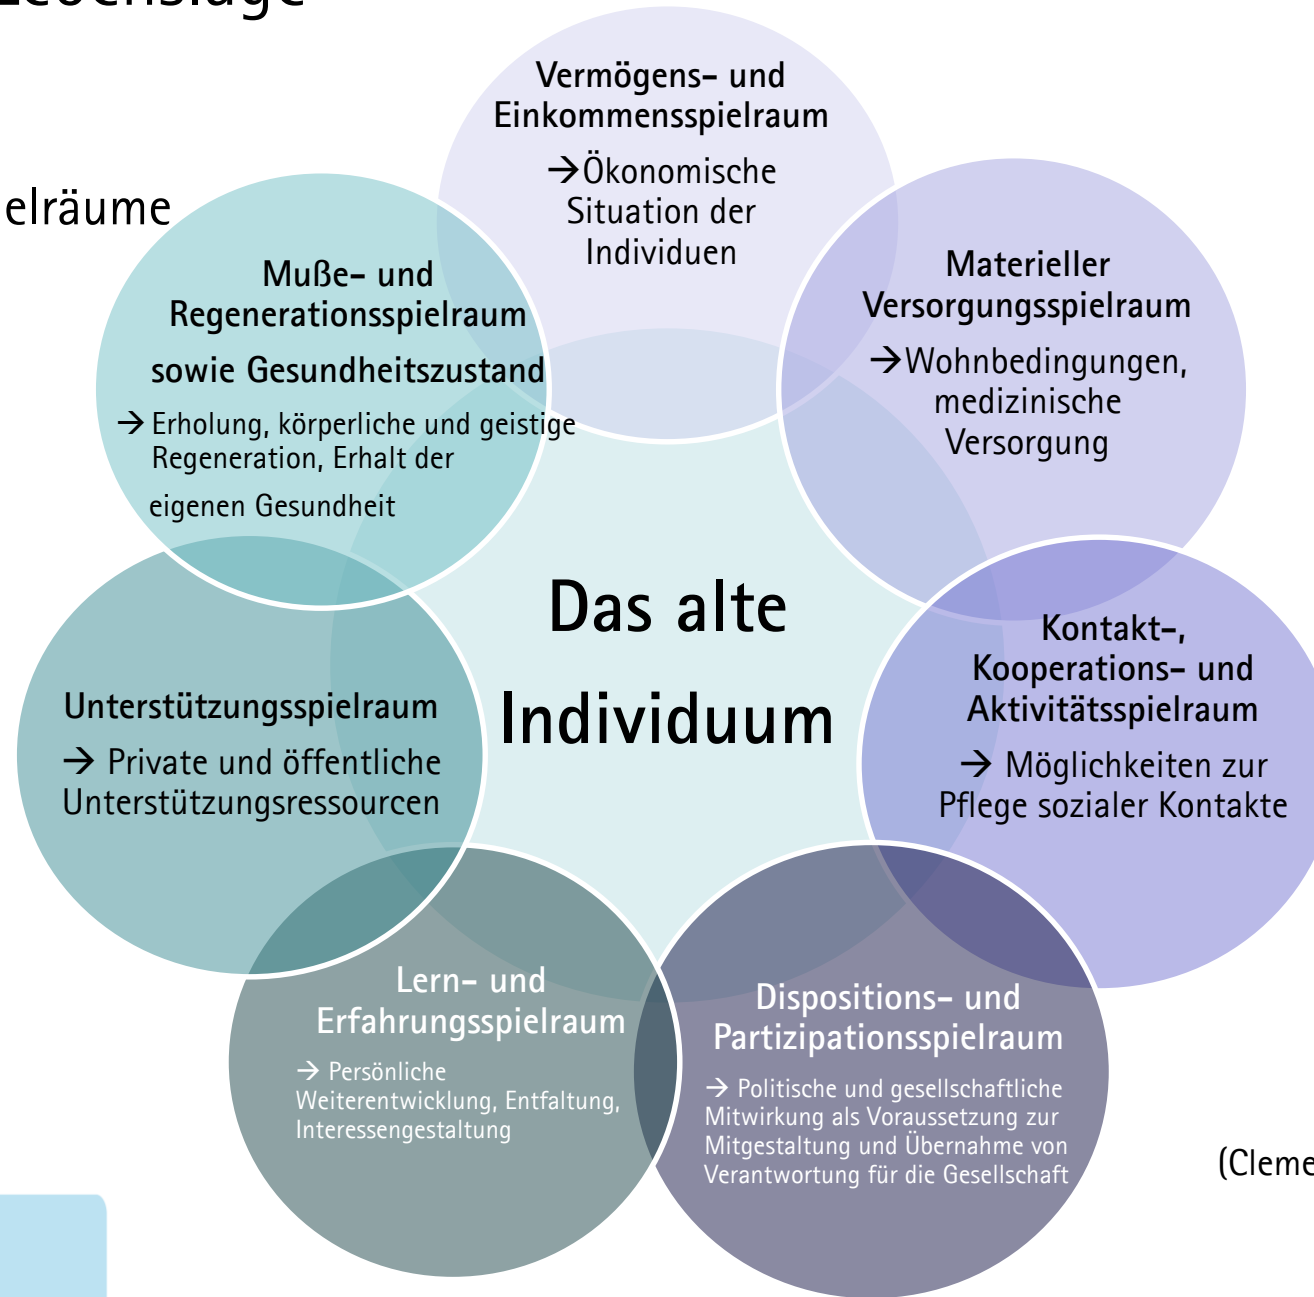 Lebenslage
elräume
Vermögens- und
Einkommensspielraum
→Ökonomische
Situation der
Individuen
Muße- und
Regenerationsspielraum
sowie Gesundheitszustand
→ Erholung, körperliche und geistige
Regeneration, Erhalt der
eigenen Gesundheit
Materieller
Versorgungsspielraum
→Wohnbedingungen,
medizinische
Versorgung
Das alte
Individuum
Kontakt-,
Kooperations- und
Aktivitätsspielraum
→ Möglichkeiten zur
Pflege sozialer Kontakte
Unterstützungsspielraum
→ Private und öffentliche
Unterstützungsressourcen
Lern- und
Erfahrungsspielraum
→ Persönliche
Weiterentwicklung, Entfaltung,
Interessengestaltung
Dispositions- und
Partizipationsspielraum
→ Politische und gesellschaftliche
Mitwirkung als Voraussetzung zur
Mitgestaltung und Übernahme von
Verantwortung für die Gesellschaft
(Cleme